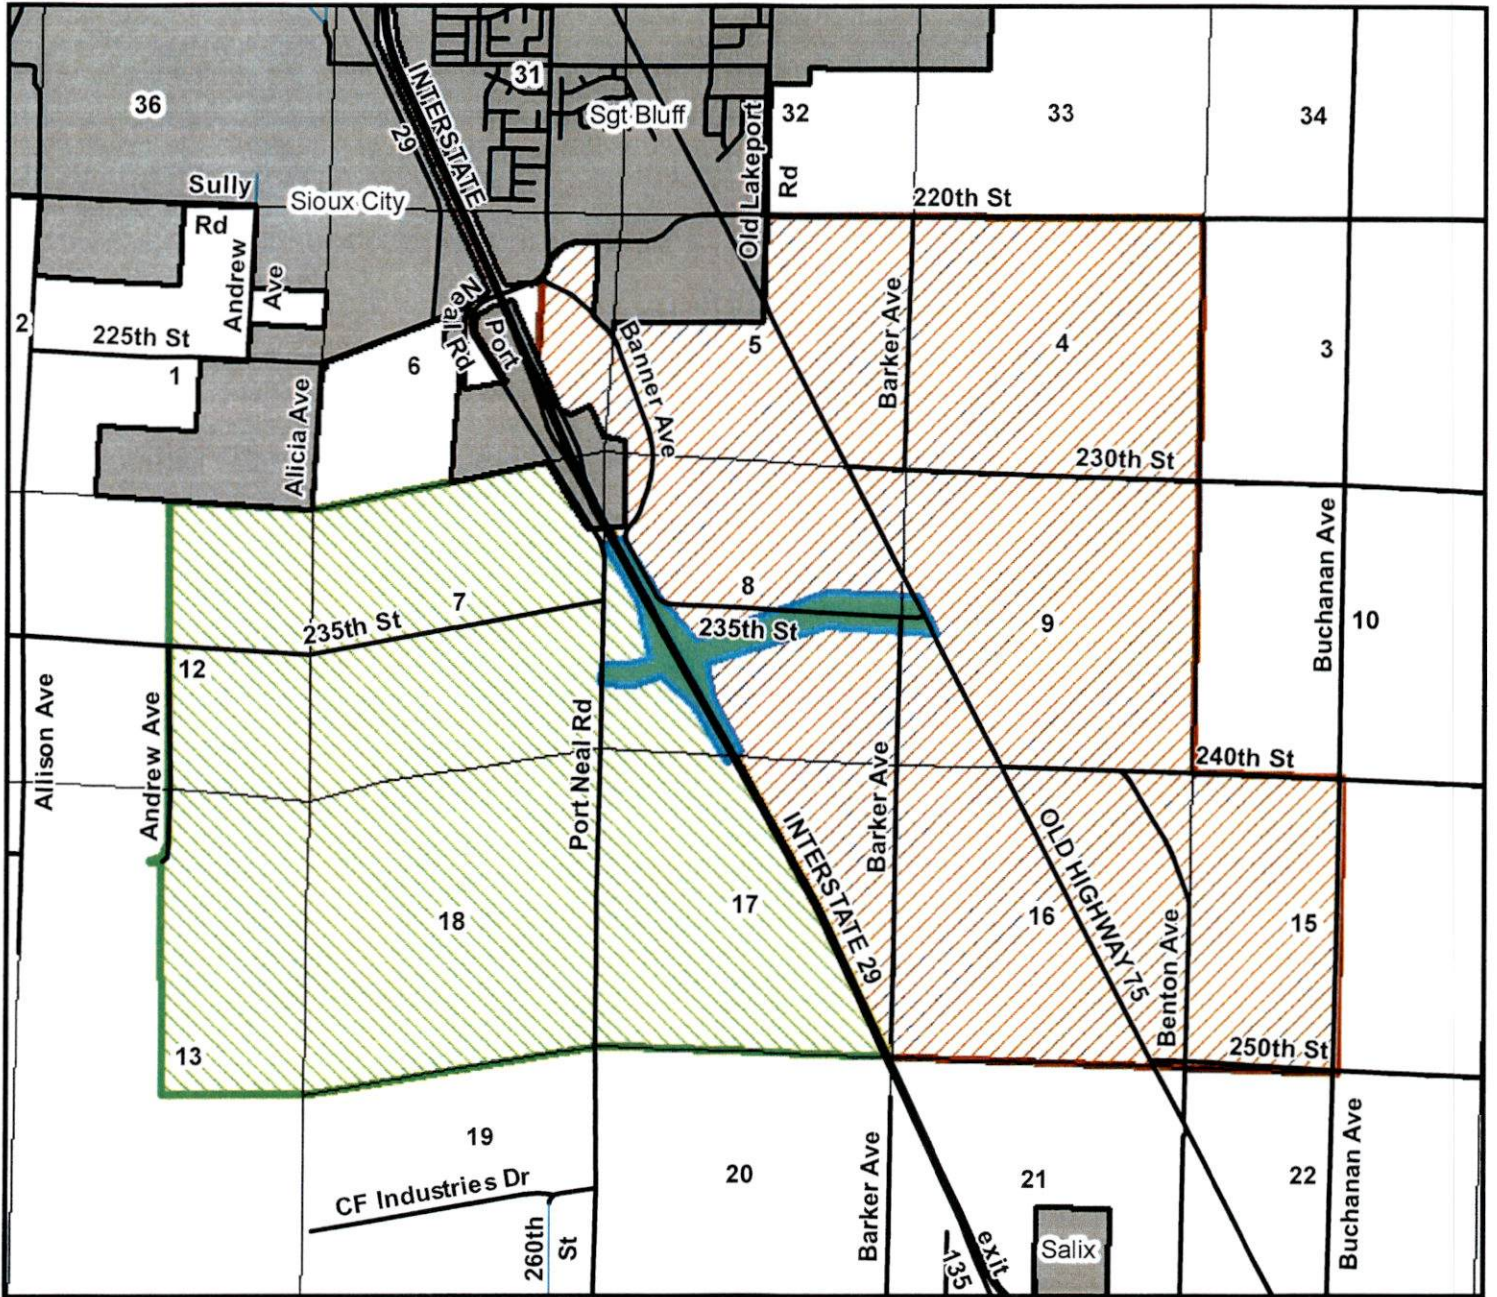 31
36
INTERSTATE
29
Sgt Bluff
32
33
34
Old Lakeport
Rd
Sully
Rd
Sioux City
220th St
Andrew
Ave
2
225th St
1
6
Neal Rd
Port
Banner Ave
5
Barker Ave
4
3
Alicia Ave
230th St
Buchanan Ave
7
235th St
8
235th St
9
10
12
Allison Ave
Andrew Ave
Port Neal Rd
Barker Ave
240th St
INTERSTATE 29
OLD HIGHWAY 75
18
17
16
15
Benton Ave
13
250th St
19
20
21
22
CF Industries Dr
260th
St
Barker Ave
exit
135
Salix
Buchanan Ave